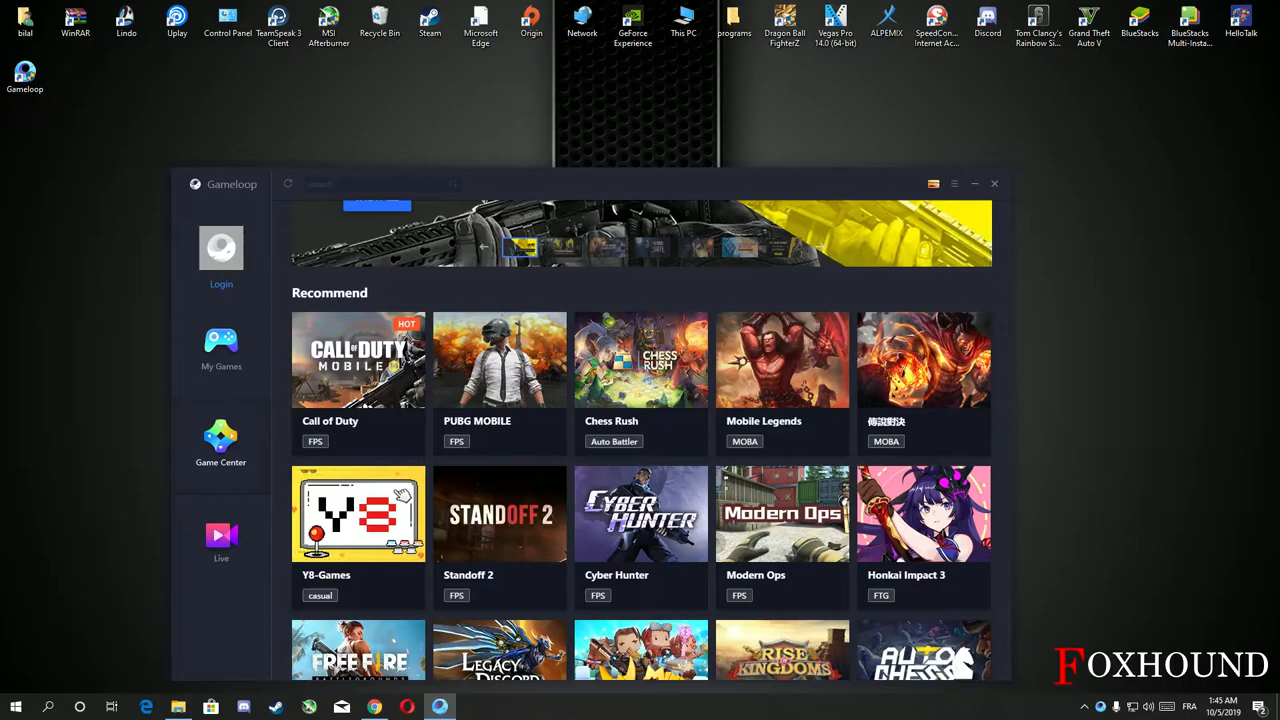 bilal
WinRAR
Lindo
Uplay
Control Panel
TeamSpeak 3
Client
MSI
Afterburner
Recycle Bin
Steam
Microsoft
Edge
Origin
Network
GeForce
Experience
This PC
programs
Dragon Ball
FighterZ
Vegas Pro
14.0 (64-bit)
ALPEMIX
SpeedCon...
Internet Ac...
Discord
Tom Clancy's
Rainbow Si...
Grand Theft
Auto V
BlueStacks
BlueStacks
Multi-Insta...
HelloTalk
Gameloop
Gameloop
Login
My Games
Game Center
Live
Recommend
HOT
CALL OF DUTY
MOBILE
CHESS
RUSH
Call of Duty
PUBG MOBILE
Chess Rush
Mobile Legends
傳說對決
FPS
FPS
Auto Battler
MOBA
MOBA
Y8
STANDOFF 2
CYBER
HUNTER
Modern Ops
Y8-Games
Standoff 2
Cyber Hunter
Modern Ops
Honkai Impact 3
casual
FPS
FPS
FPS
FTG
FREE FIRE
LEGACY
DISCORD
RISE
KINGDOMS
AUTO
CHESS
FOXHOUND
FRA
1:45 AM
10/5/2019
2